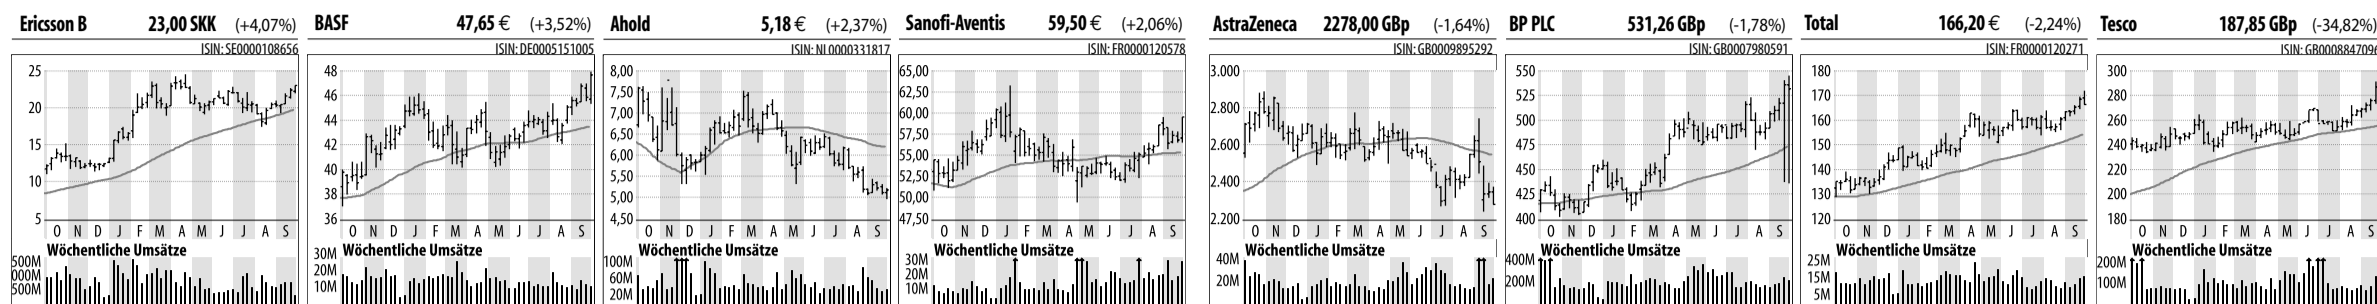 Ericsson B 23,00 SKK (+4,07%)
ISIN: SE0000108656
25
20
15
10
5
O N D J F M A M J J A S
Wöchentliche Umsätze
500M
000M
500M
BASF 47,65 € (+3,52%)
ISIN: DE0005151005
48
46
44
42
40
38
36
O N D J F M A M J J A S
Wöchentliche Umsätze
30M
20M
10M
Ahold 5,18 € (+2,37%)
ISIN: NL0000331817
8,00
7,50
7,00
6,50
6,00
5,50
5,00
4,50
O N D J F M A M J J A S
Wöchentliche Umsätze
100M
60M
20M
Sanofi-Aventis 59,50 € (+2,06%)
ISIN: FR0000120578
65,00
62,50
60,00
57,50
55,00
52,50
50,00
47,50
O N D J F M A M J J A S
Wöchentliche Umsätze
30M
20M
10M
AstraZeneca 2278,00 GBp (-1,64%)
ISIN: GB0009895292
3.000
2.800
2.600
2.400
2.200
O N D J F M A M J J A S
Wöchentliche Umsätze
40M
20M
BP PLC 531,26 GBp (-1,78%)
ISIN: GB0007980591
550
525
500
475
450
425
400
O N D J F M A M J J A S
Wöchentliche Umsätze
400M
200M
Total 166,20 € (-2,24%)
ISIN: FR0000120271
180
170
160
150
140
130
120
O N D J F M A M J J A S
Wöchentliche Umsätze
25M
15M
5M
Tesco 187,85 GBp (-34,82%)
ISIN: GB000884709
300
280
260
240
220
200
180
O N D J F M A M J J A S
Wöchentliche Umsätze
200M
100M